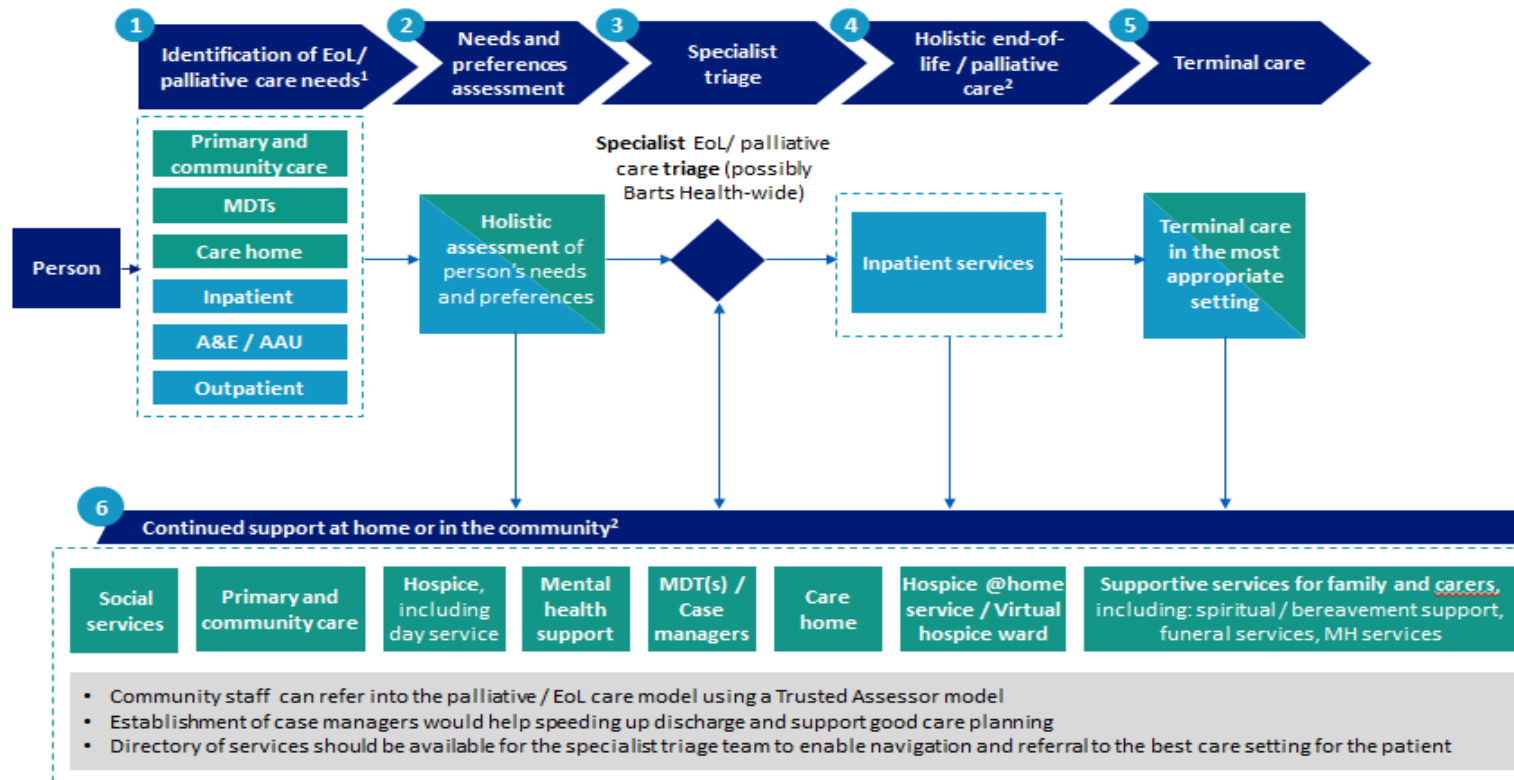 1
Identification of EoL/
palliative care needs1
2
Needs and
preferences
assessment
3
Specialist
triage
4
Holistic end-of-
life / palliative
care2
5
Terminal care
Person
Primary and
community care
MDTs
Care home
Inpatient
A&E / AAU
Outpatient
Holistic
assessment of
person's needs
and preferences
Specialist EoL/ palliative
care triage (possibly
Barts Health-wide)
Inpatient services
Terminal care
in the most
appropriate
setting
6
Continued support at home or in the community2
Social
services
Primary and
community care
Hospice,
including
day service
Mental
health
support
MDT(s) /
Case
managers
Care
home
Hospice @home
service / Virtual
hospice ward
Supportive services for family and carers,
including: spiritual / bereavement support,
funeral services, MH services
• Community staff can refer into the palliative / EoL care model using a Trusted Assessor model
• Establishment of case managers would help speeding up discharge and support good care planning
• Directory of services should be available for the specialist triage team to enable navigation and referral to the best care setting for the patient